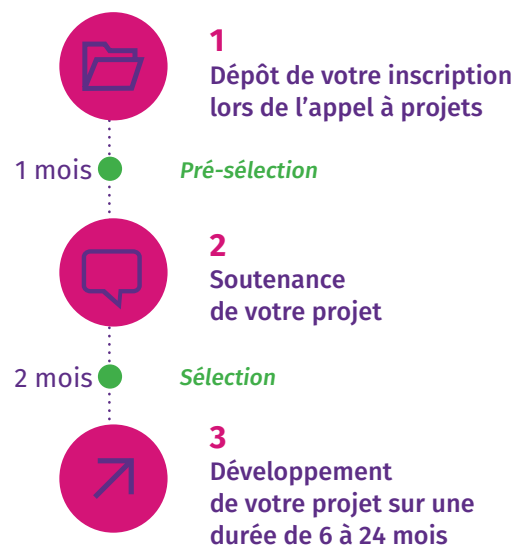 1
Dépôt de votre inscription
lors de l'appel à projets
1 mois
Pré-sélection
2
Soutenance
de votre projet
2 mois
Sélection
3
Développement
de votre projet sur une
durée de 6 à 24 mois